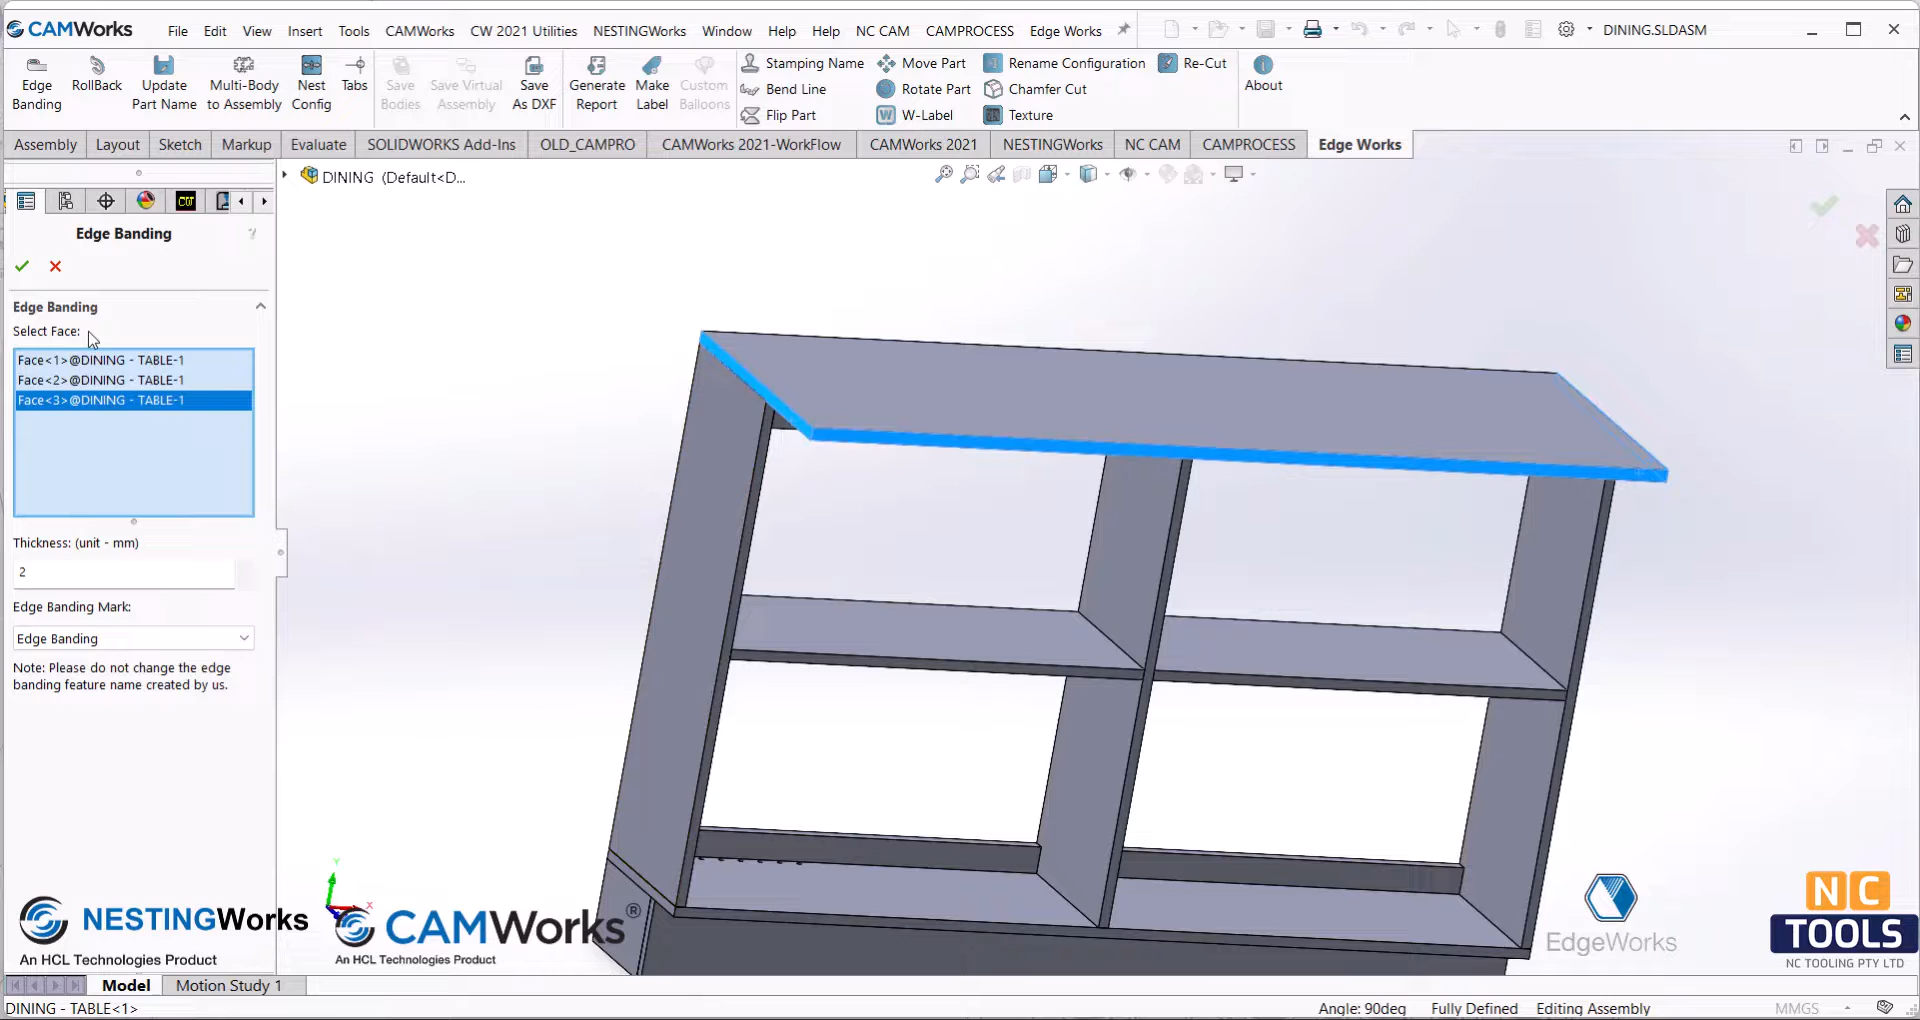 CAMWorks
File Edit View Insert Tools CAMWorks CW 2021 Utilities NESTINGWorks Window Help Help NC CAM CAMPROCESS Edge Works
DINING.SLDASM
Edge Banding
RollBack
Update Part Name
Multi-Body to Assembly
Nest Config
Tabs
Save Bodies
Save Virtual Assembly
Save As DXF
Generate Report
Make Label
Custom Balloons
Stamping Name
Bend Line
Flip Part
Move Part
Rotate Part
W-Label
Rename Configuration
Chamfer Cut
Texture
Re-Cut
About
Assembly Layout Sketch Markup Evaluate SOLIDWORKS Add-Ins OLD_CAMPRO CAMWorks 2021-WorkFlow CAMWorks 2021 NESTINGWorks NC CAM CAMPROCESS Edge Works
DINING (Default<D...
Edge Banding
Edge Banding
Select Face:
Face<1>@DINING - TABLE-1
Face<2>@DINING - TABLE-1
Face<3>@DINING - TABLE-1
Thickness: (unit - mm)
2
Edge Banding Mark:
Edge Banding
Note: Please do not change the edge
banding feature name created by us.
NESTINGWorks
An HCL Technologies Product
CAMWorks®
An HCL Technologies Product
EdgeWorks
NC
TOOLS
NC TOOLING PTY LTD
Model Motion Study 1
DINING - TABLE<1>
Angle: 90deg Fully Defined Editing Assembly MMGS